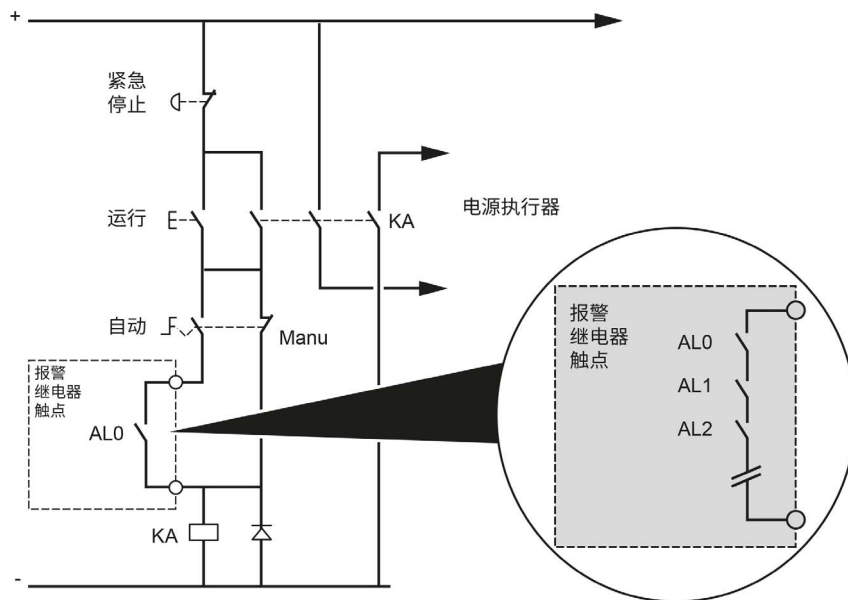 +
紧急
停止
运行
KA
电源执行器
自动
Manu
报警
继电器
触点
AL0
KA
-
报警
继电器
触点
AL0
AL1
AL2